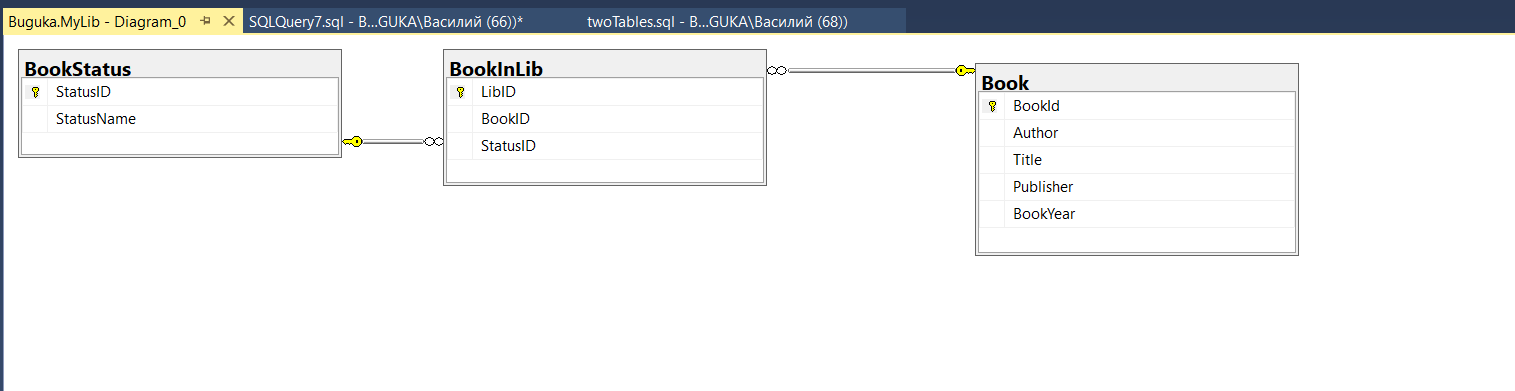 Buguka.MyLib - Diagram_0
SQLQuery7.sql - B...GUKA\Василий (66))*
twoTables.sql - B...GUKA\Василий (68))
BookStatus
StatusID
StatusName
BookInLib
LibID
BookID
StatusID
Book
BookId
Author
Title
Publisher
BookYear